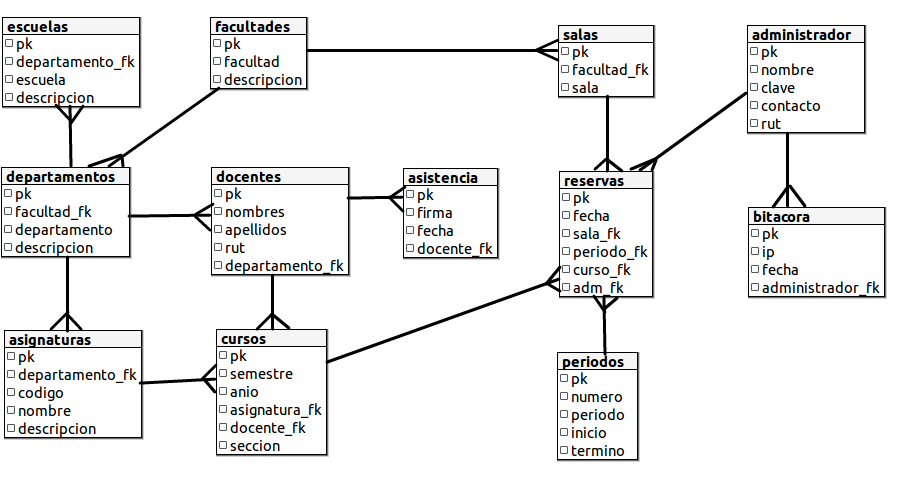 escuelas
pk
departamento_fk
escuela
descripcion
facultades
pk
facultad
descripcion
salas
pk
facultad_fk
sala
administrador
pk
nombre
clave
contacto
rut
departamentos
pk
facultad_fk
departamento
descripcion
docentes
pk
nombres
apellidos
rut
departamento_fk
asistencia
pk
firma
fecha
docente_fk
reservas
pk
fecha
sala_fk
periodo_fk
curso_fk
adm_fk
bitacora
pk
ip
fecha
administrador_fk
asignaturas
pk
departamento_fk
codigo
nombre
descripcion
cursos
pk
semestre
anio
asignatura_fk
docente_fk
seccion
periodos
pk
numero
periodo
inicio
termino